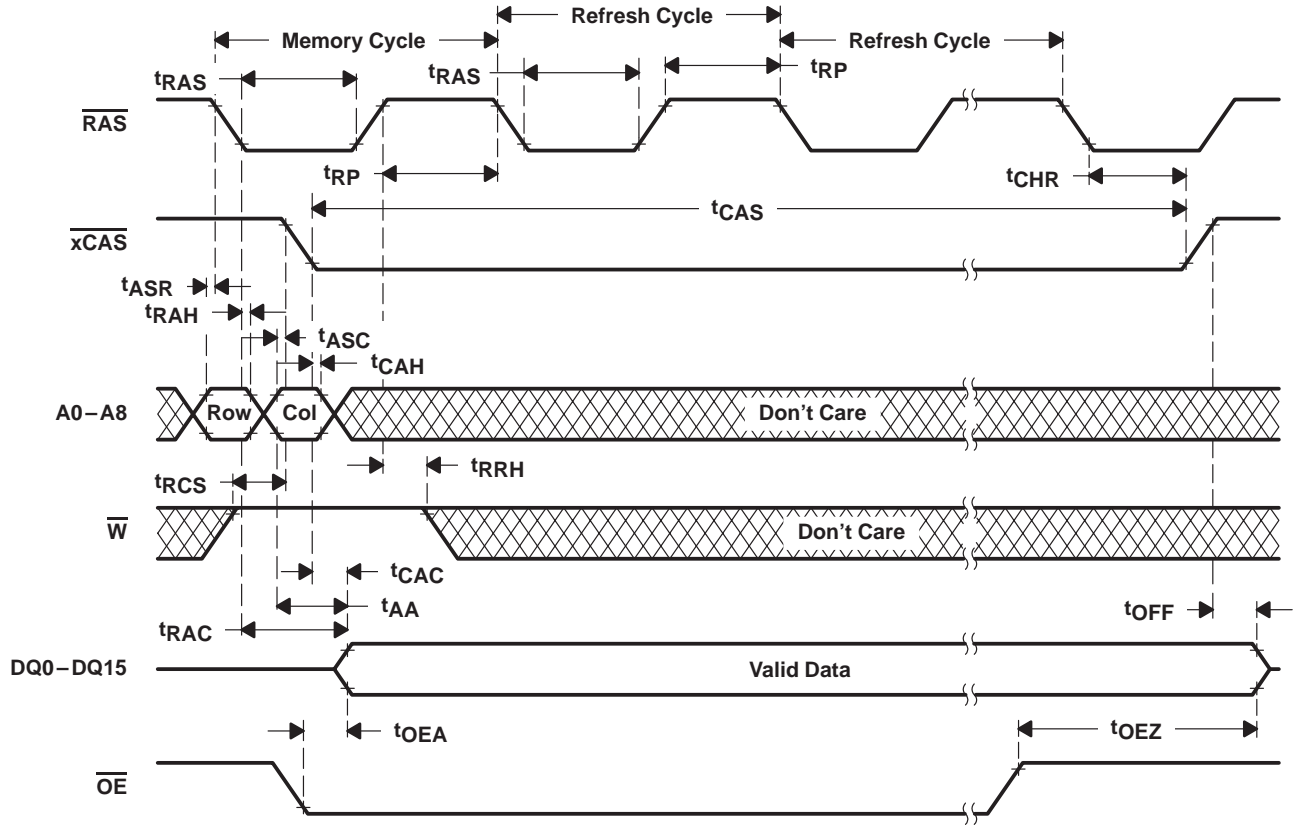 Refresh Cycle
Memory Cycle
Refresh Cycle
tRAS
tRAS
tRP
RAS
tRP
tCHR
tCAS
xCAS
tASR
tRAH
tASC
tCAH
A0–A8
Row
Col
Don't Care
tRCS
tRRH
W
Don't Care
tCAC
tAA
tOFF
tRAC
DQ0–DQ15
Valid Data
tOEA
tOEZ
OE